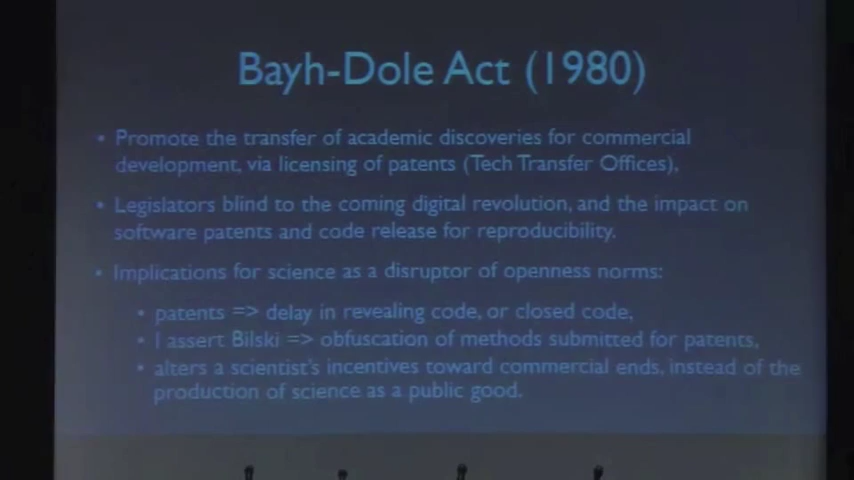 Bayh-Dole Act (1980)
• Promote the transfer of academic discoveries for commercial
development, via licensing of patents (Tech Transfer Offices),
• Legislators blind to the coming digital revolution, and the impact on
software patents and code release for reproducibility.
• Implications for science as a disruptor of openness norms:
• patents => delay in revealing code, or closed code,
• I assert Bilski => obfuscation of methods submitted for patents,
• alters a scientist's incentives toward commercial ends, instead of the
production of science as a public good.